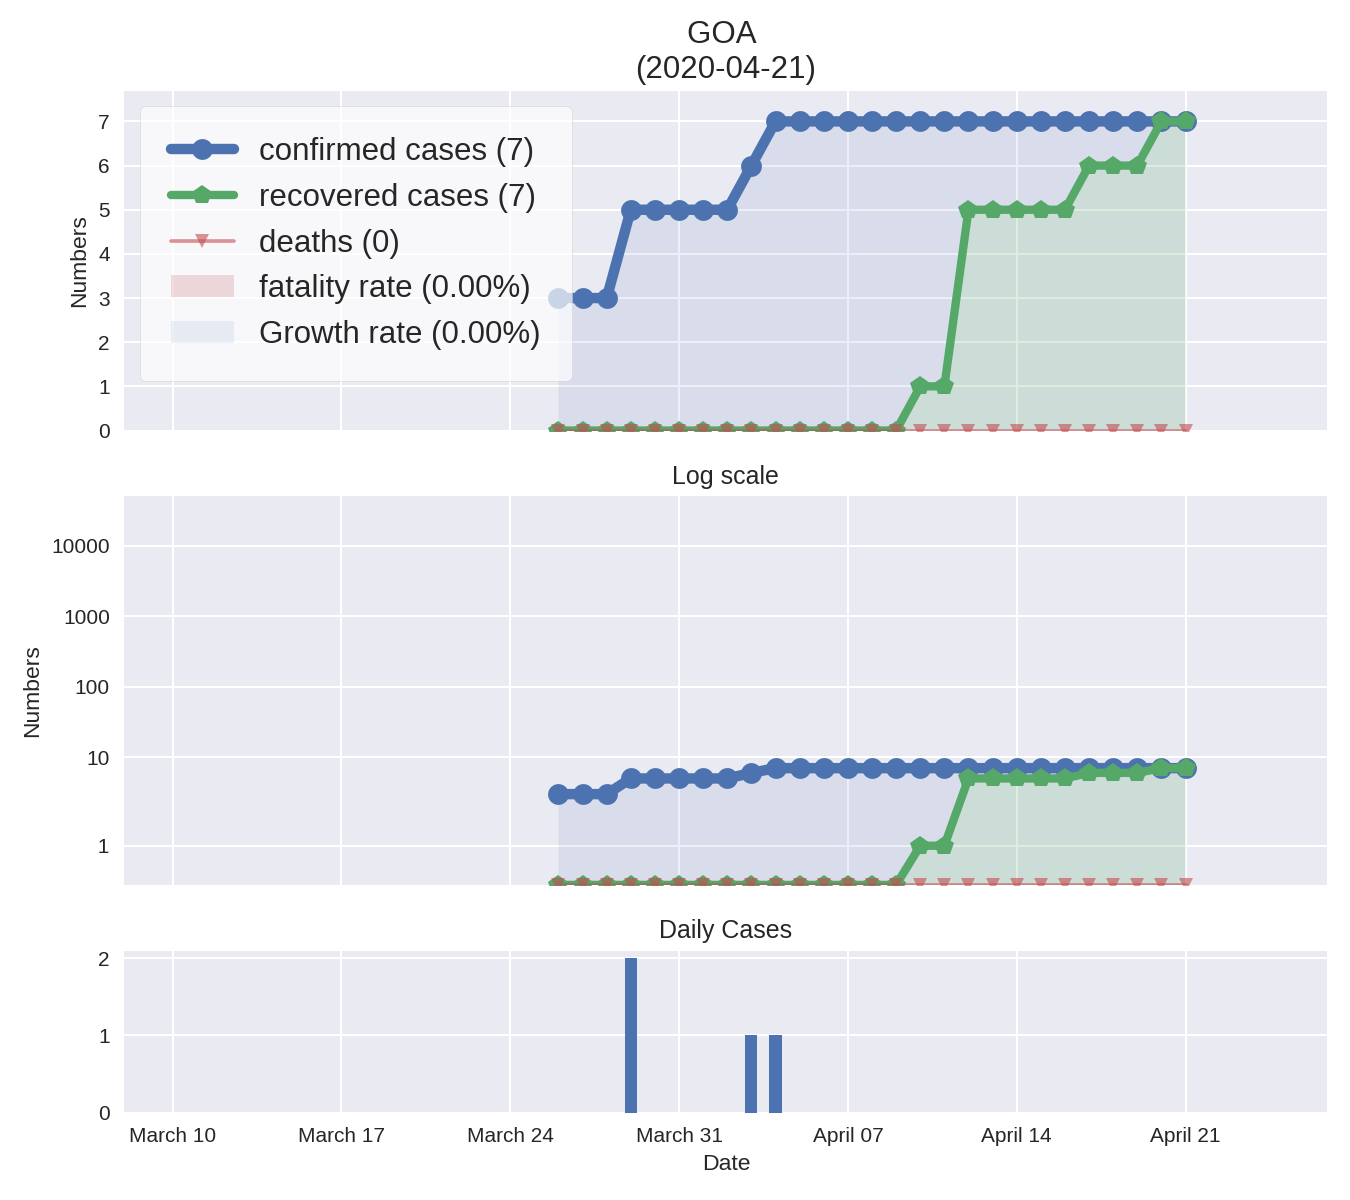 GOA
(2020-04-21)
Numbers
7
6
5
4
3
2
1
0
confirmed cases (7)
recovered cases (7)
deaths (0)
fatality rate (0.00%)
Growth rate (0.00%)
Log scale
Numbers
10000
1000
100
10
1
Daily Cases
2
1
0
March 10
March 17
March 24
March 31
April 07
April 14
April 21
Date